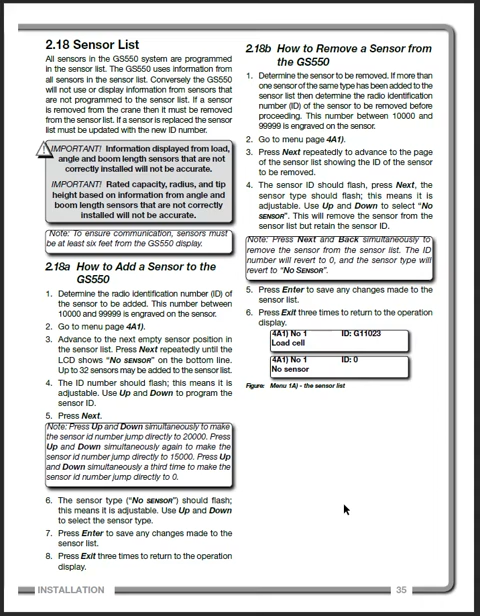 2.18 Sensor List
All sensors in the GS550 system are programmed
in the sensor list. The GS550 uses information from
all sensors in the sensor list. Conversely the GS550
will not use or display information from sensors
that are not programmed to the sensor list. If a sensor
is removed from the crane then it must be removed
from the sensor list. If a sensor is replaced the sensor
list must be updated with the new ID number.
IMPORTANT! Information displayed from load,
angle and boom length sensors that are not
correctly installed will not be accurate.
IMPORTANT! Rated capacity, radius, and tip
height based on information from angle and
boom length sensors that are not correctly
installed will not be accurate.
Note: To ensure communication, sensors must
be at least six feet from the GS550 display.
2.18a How to Add a Sensor to the
GS550
1. Determine the radio identification number (ID) of
the sensor to be added. This number between
10000 and 99999 is engraved on the sensor.
2. Go to menu page 4A1).
3. Advance to the next empty sensor position in
the sensor list. Press Next repeatedly until the
LCD shows “No SENSOR” on the bottom line.
Up to 32 sensors may be added to the sensor list.
4. The ID number should flash; this means it is
adjustable. Use Up and Down to program the
sensor ID.
5. Press Next.
Note: Press Up and Down simultaneously to make
the sensor id number jump directly to 20000. Press
Up and Down simultaneously again to make the
sensor id number jump directly to 15000. Press Up
and Down simultaneously a third time to make the
sensor id number jump directly to 0.
6. The sensor type (“No SENSOR”) should flash;
this means it is adjustable. Use Up and Down
to select the sensor type.
7. Press Enter to save any changes made to the
sensor list.
8. Press Exit three times to return to the operation
display.
2.18b How to Remove a Sensor from
the GS550
1. Determine the sensor to be removed. If more than
one sensor of the same type has been added to the
sensor list then determine the radio identification
number (ID) of the sensor to be removed before
proceeding. This number between 10000 and
99999 is engraved on the sensor.
2. Go to menu page 4A1).
3. Press Next repeatedly to advance to the page
of the sensor list showing the ID of the sensor
to be removed.
4. The sensor ID should flash, press Next, the
sensor type should flash; this means it is
adjustable. Use Up and Down to select “No
SENSOR”. This will remove the sensor from the
sensor list but retain the sensor ID.
Note: Press Next and Back simultaneously to
remove the sensor from the sensor list. The ID
number will revert to 0, and the sensor type will
revert to “No SENSOR”.
5. Press Enter to save any changes made to the
sensor list.
6. Press Exit three times to return to the operation
display.
4A1) No 1 ID: G11023
Load cell
4A1) No 1 ID: 0
No sensor
Figure: Menu 1A) - the sensor list
INSTALLATION 35